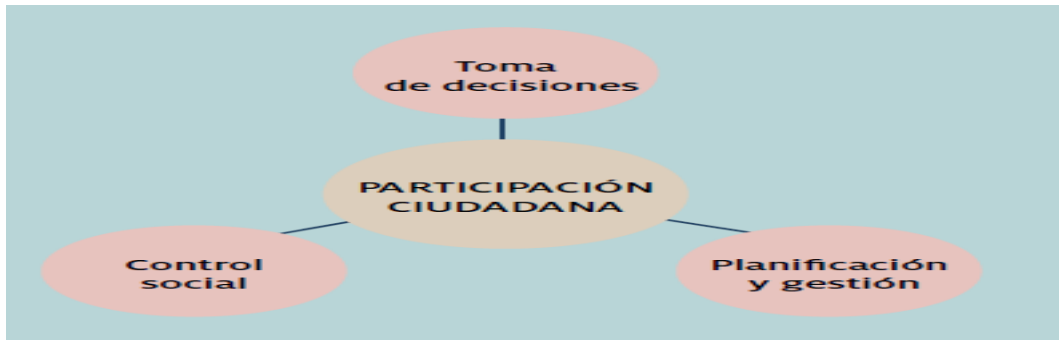 Toma
de decisiones
PARTICIPACIÓN
CIUDADANA
Control
social
Planificación
y gestión